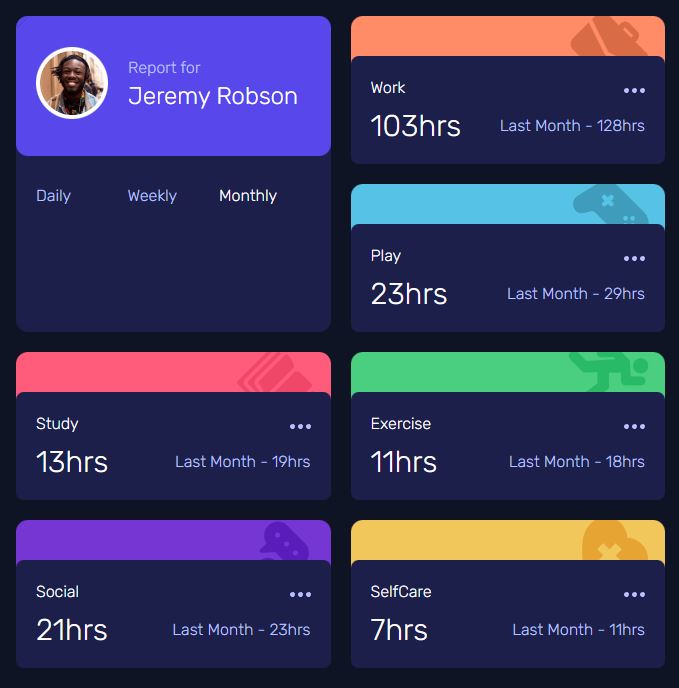 Report for
Jeremy Robson
Daily Weekly Monthly
Work
103hrs Last Month - 128hrs
Play
23hrs Last Month - 29hrs
Study
13hrs Last Month - 19hrs
Exercise
11hrs Last Month - 18hrs
Social
21hrs Last Month - 23hrs
SelfCare
7hrs Last Month - 11hrs